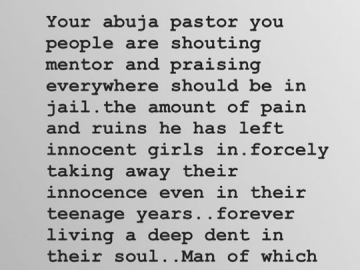 Your abuja pastor you
people are shouting
mentor and praising
everywhere should be in
jail.the amount of pain
and ruins he has left
innocent girls in.forcely
taking away their
innocence even in their
teenage years..forever
living a deep dent in
their soul..Man of which